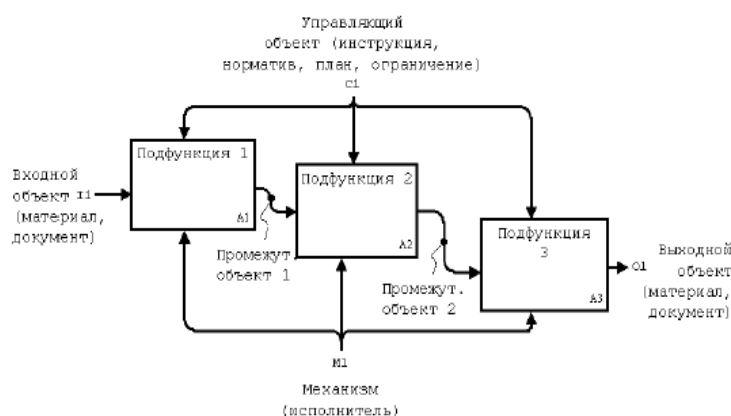 Управляющий
объект (инструкция,
норматив, план, ограничение)
C1
Подфункция 1
A1
Входной
объект I1
(материал,
документ)
Подфункция 2
A2
Промежут.
объект 1
Подфункция
3
A3
Промежут.
объект 2
O1
Выходной
объект
(материал,
документ)
M1
Механизм
(исполнитель)